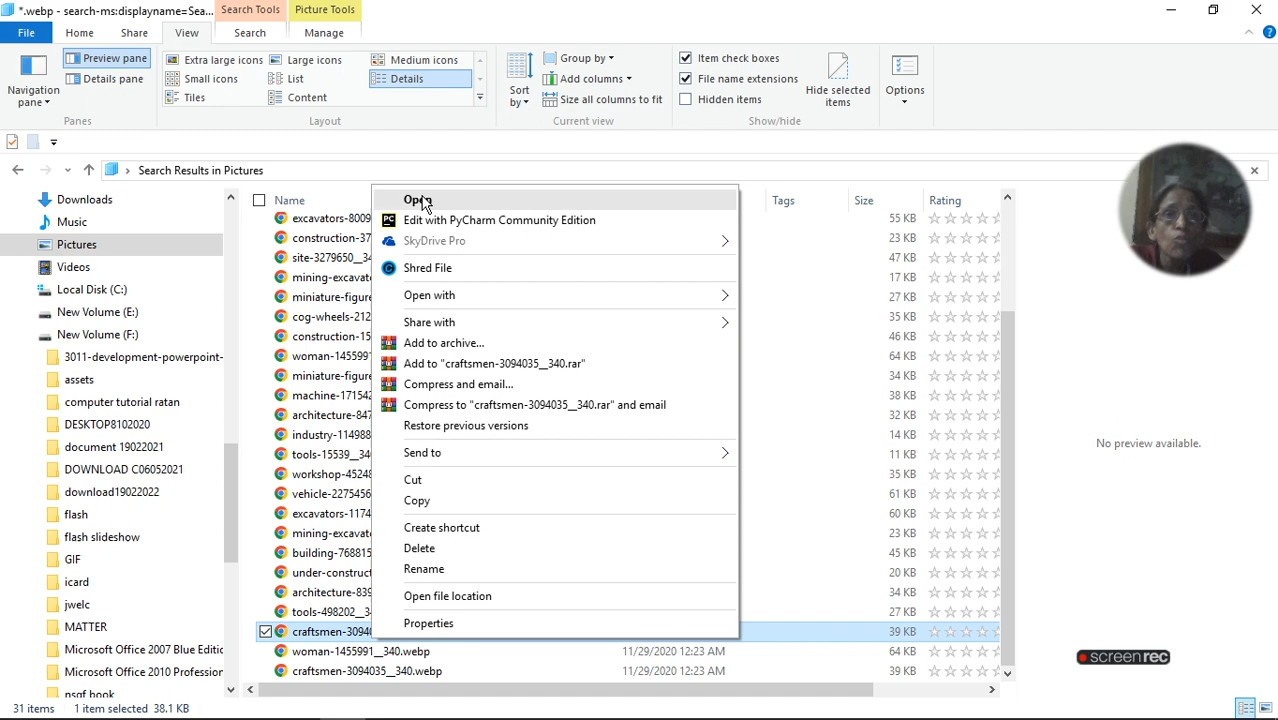 *.webp - search-ms:displayname=Sea...
Search Tools
Picture Tools
File
Home
Share
View
Search
Manage
Navigation pane
Preview pane
Details pane
Panes
Extra large icons
Large icons
Medium icons
Small icons
List
Details
Tiles
Content
Layout
Sort by
Group by
Add columns
Size all columns to fit
Current view
Item check boxes
File name extensions
Hidden items
Hide selected items
Show/hide
Options
Search Results in Pictures
Downloads
Music
Pictures
Videos
Local Disk (C:)
New Volume (E:)
New Volume (F:)
3011-development-powerpoint-
assets
computer tutorial ratan
DESKTOP8102020
document 19022021
DOWNLOAD C06052021
download19022022
flash
flash slideshow
GIF
icard
jwelc
MATTER
Microsoft Office 2007 Blue Editic
Microsoft Office 2010 Profession
nsqf book
Name
Tags
Size
Rating
excavators-8009
55 KB
construction-37
23 KB
site-3279650__34
47 KB
mining-excavat
17 KB
miniature-figure
27 KB
cog-wheels-212
35 KB
construction-15
46 KB
woman-145599
64 KB
miniature-figure
34 KB
machine-171542
38 KB
architecture-847
32 KB
industry-114988
14 KB
tools-15539__34
11 KB
workshop-45248
35 KB
vehicle-2275456
61 KB
excavators-1174
60 KB
mining-excavat
23 KB
building-768815
45 KB
under-construct
20 KB
architecture-839
64 KB
tools-498202__3
27 KB
craftsmen-3094
39 KB
woman-1455991__340.webp
11/29/2020 12:23 AM
64 KB
craftsmen-3094035__340.webp
11/29/2020 12:23 AM
39 KB
Open
Edit with PyCharm Community Edition
SkyDrive Pro
Shred File
Open with
Share with
Add to archive...
Add to "craftsmen-3094035__340.rar"
Compress and email...
Compress to "craftsmen-3094035__340.rar" and email
Restore previous versions
Send to
Cut
Copy
Create shortcut
Delete
Rename
Open file location
Properties
No preview available.
screenrec
31 items
1 item selected 38.1 KB